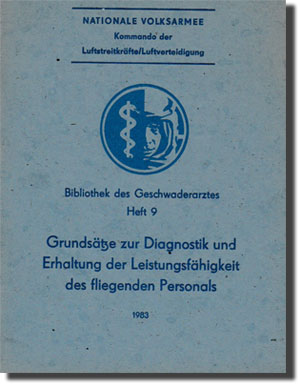 NATIONALE VOLKSARMEE
Kommando der
Luftstreitkräfte/Luftverteidigung
Bibliothek des Geschwaderarztes
Heft 9
Grundsätze zur Diagnostik und
Erhaltung der Leistungsfähigkeit
des fliegenden Personals
1983